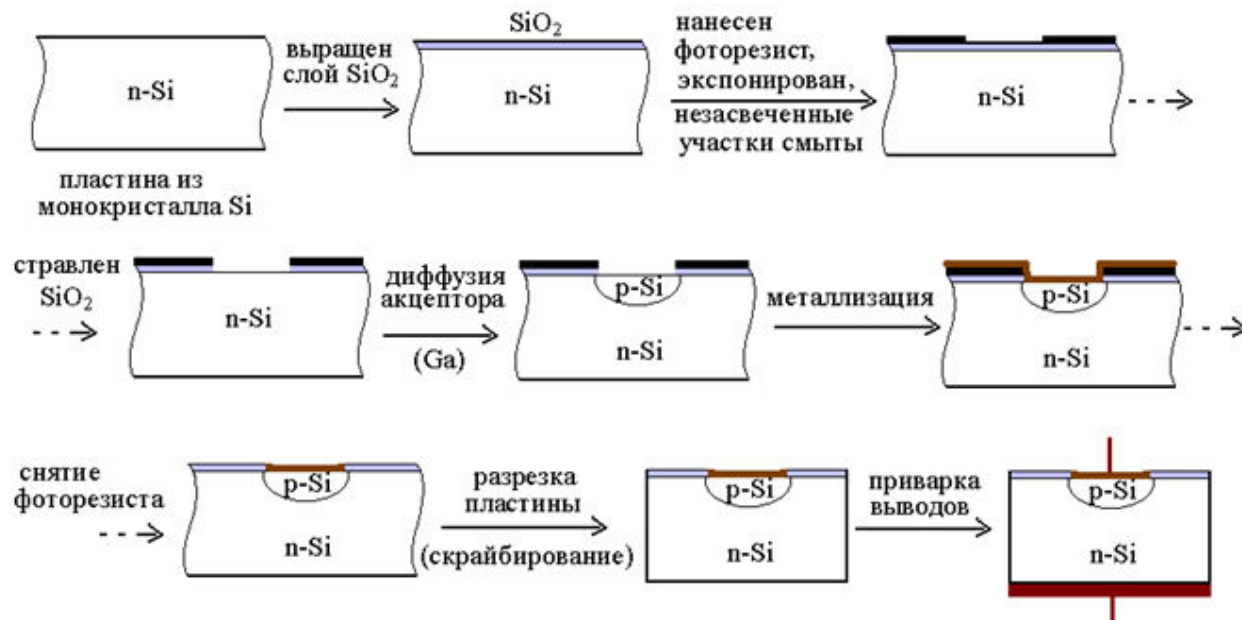 n-Si
пластина из
монокристалла Si
выращен
слой SiO₂
SiO₂
n-Si
нанесен
фоторезист,
экспонирован,
незасвеченные
участки смыты
n-Si
стравлен
SiO₂
n-Si
диффузия
акцептора
(Ga)
p-Si
n-Si
металлизация
p-Si
n-Si
снятие
фоторезиста
p-Si
n-Si
разрезка
пластины
(скрайбирование)
p-Si
n-Si
приварка
выводов
p-Si
n-Si